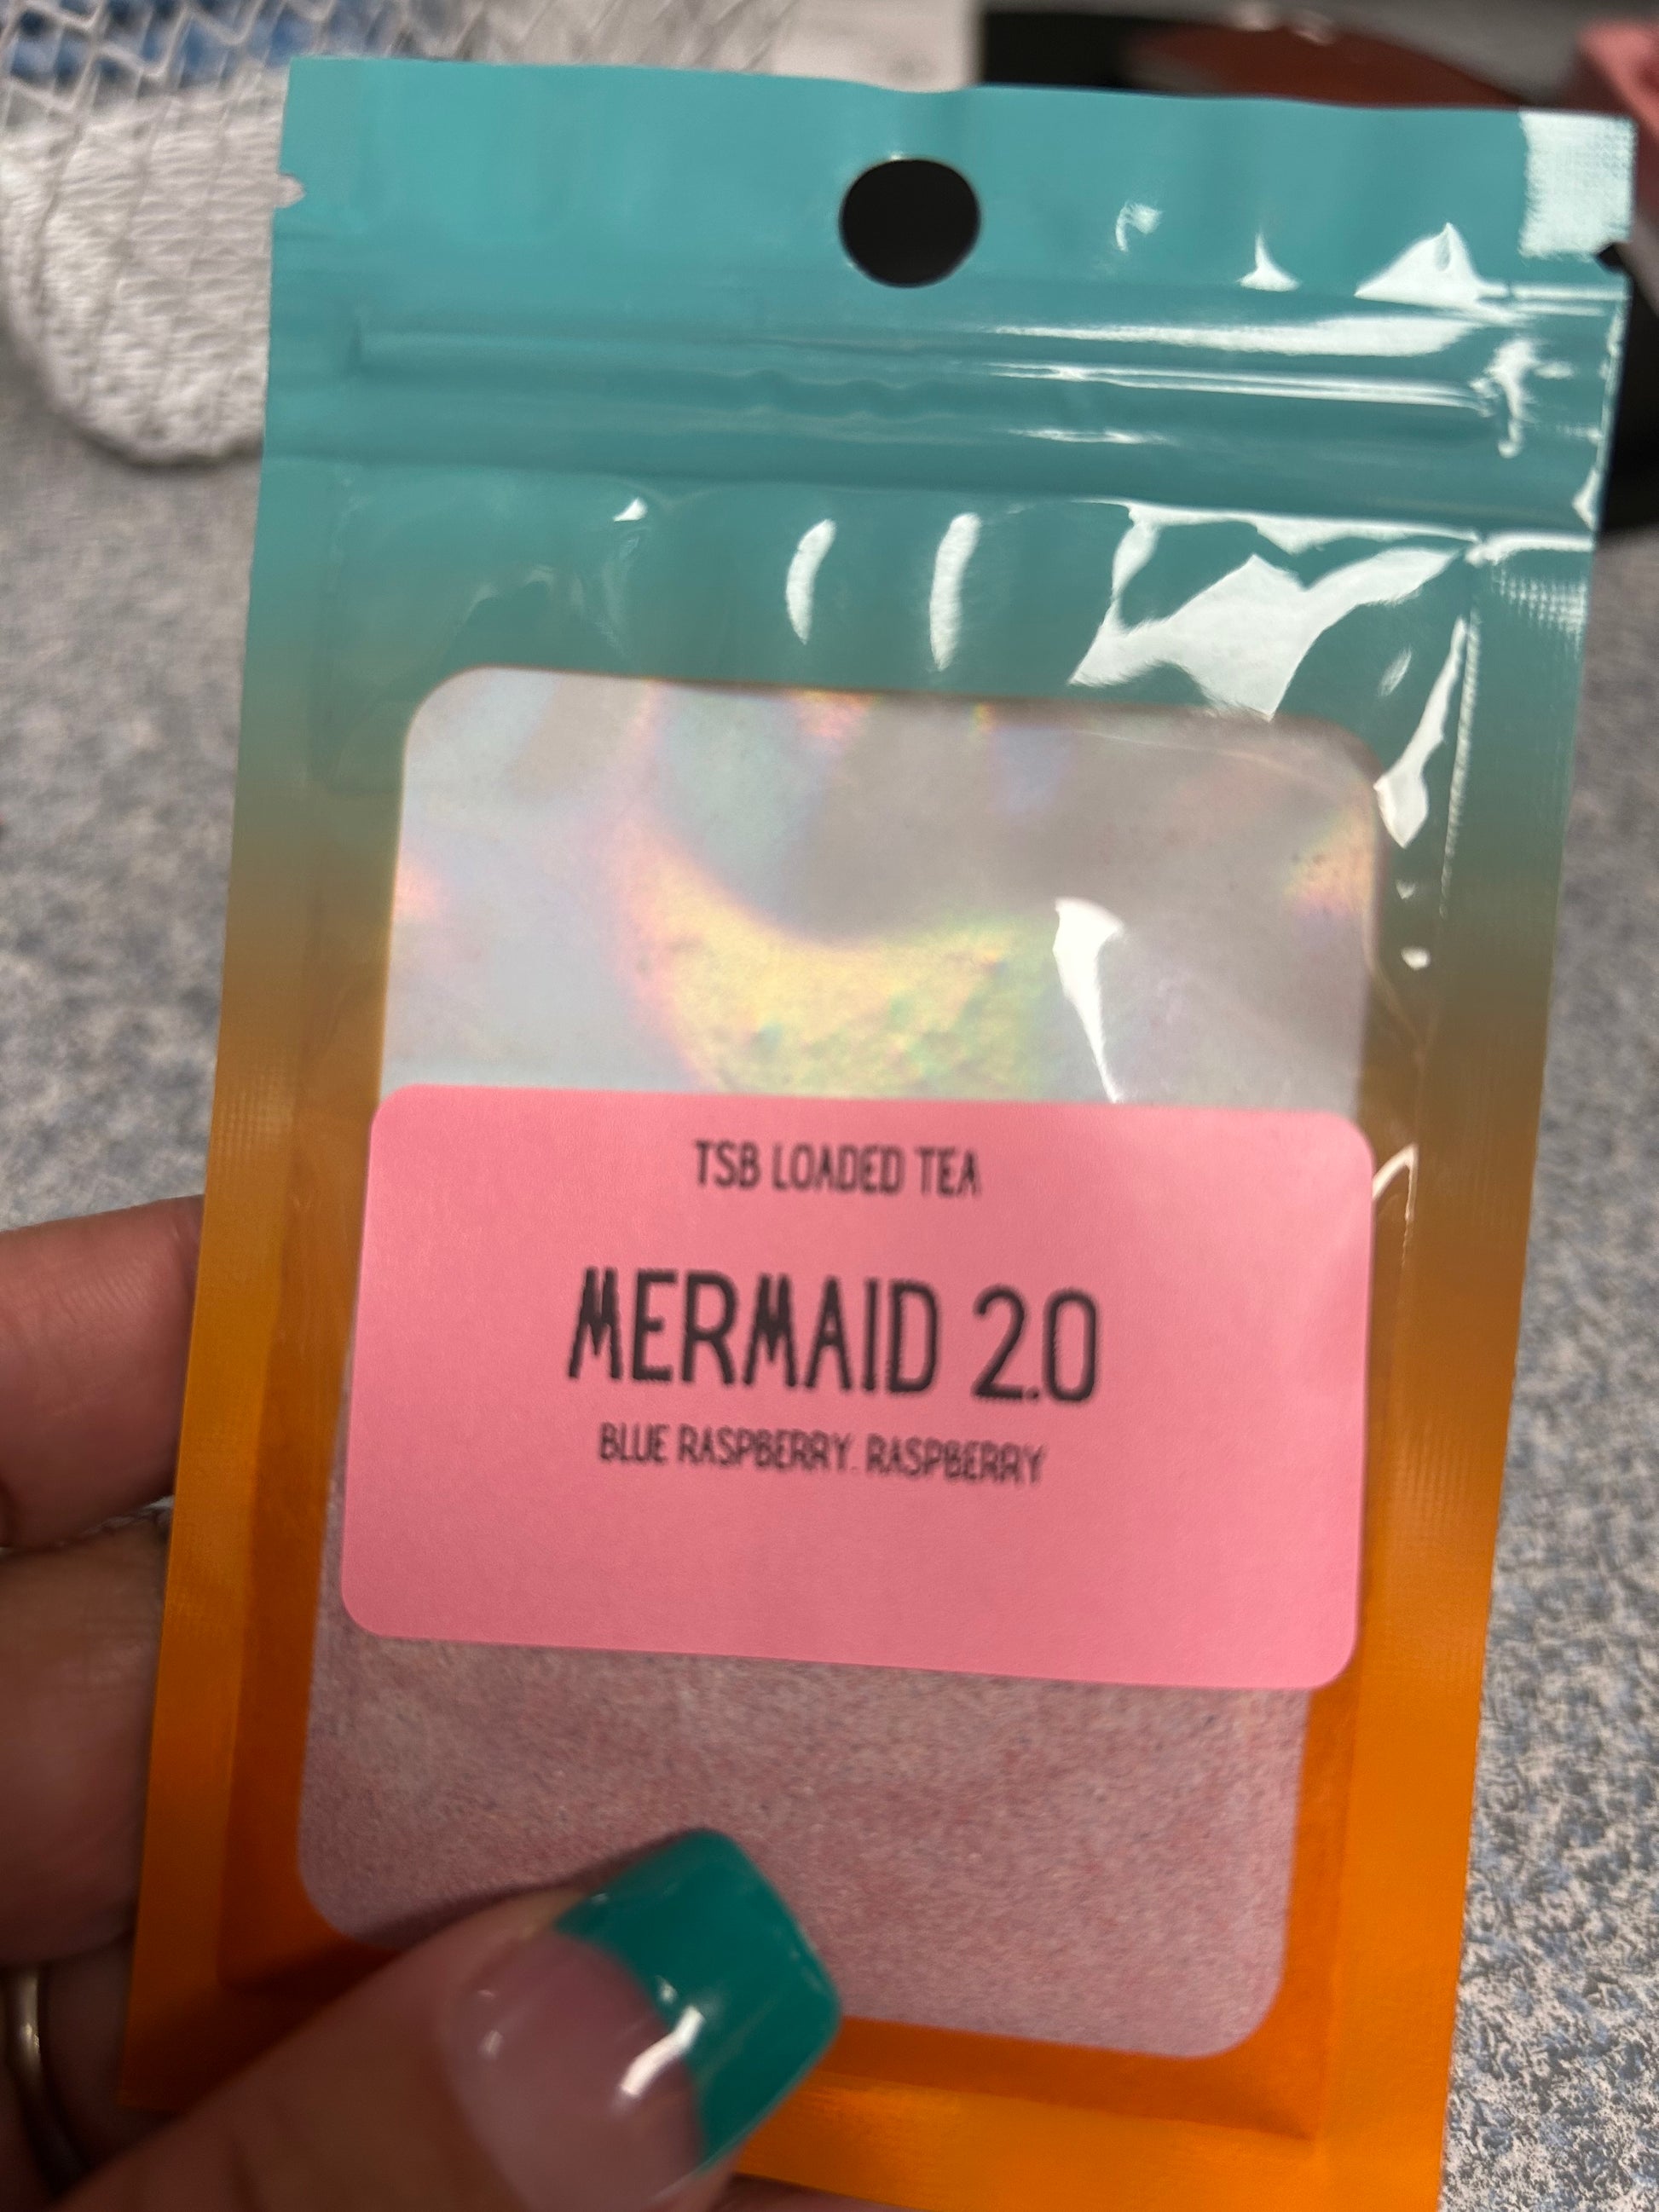 TSB LOADED TEA
MERMAID 2.0
BLUE RASPBERRY. RASPBERRY